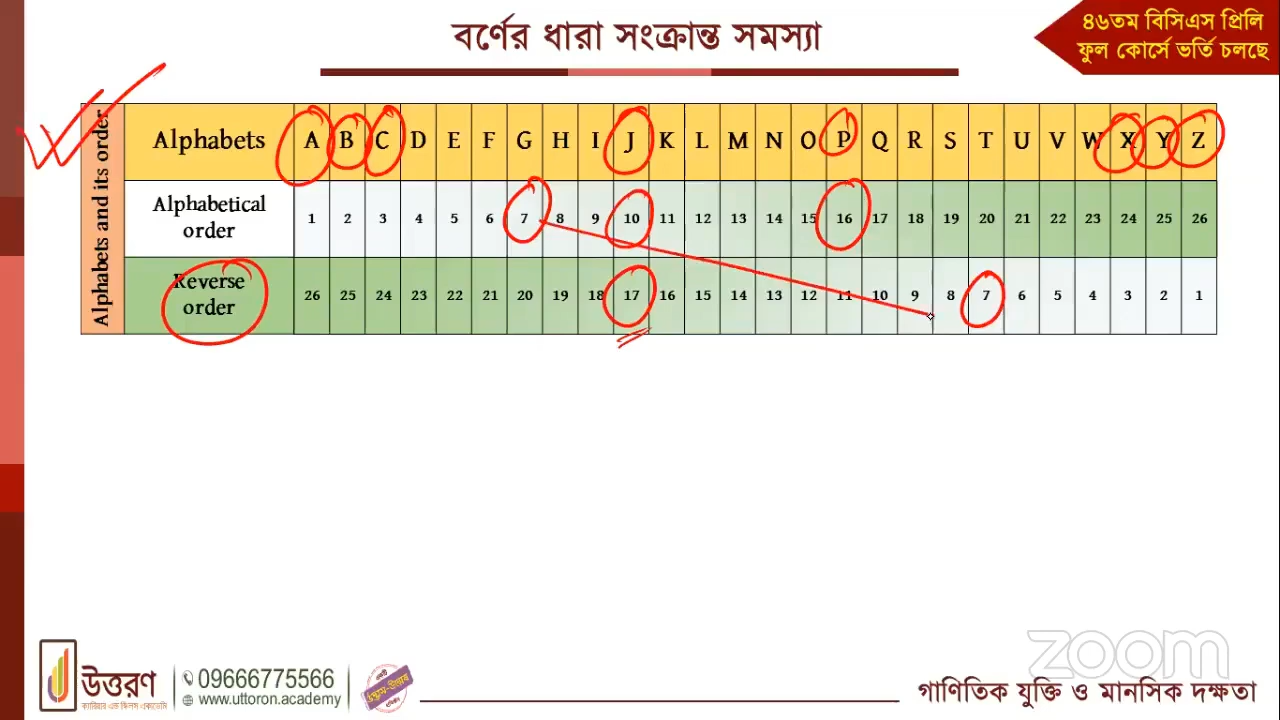 বর্ণের ধারা সংক্রান্ত সমস্যা
৪৬তম বিসিএস প্রিলি
ফুল কোর্সে ভর্তি চলছে
Alphabets and its order
Alphabets A B C D E F G H I J K L M N O P Q R S T U V W X Y Z
Alphabetical
order
1 2 3 4 5 6 7 8 9 10 11 12 13 14 15 16 17 18 19 20 21 22 23 24 25 26
Reverse
order
26 25 24 23 22 21 20 19 18 17 16 15 14 13 12 11 10 9 8 7 6 5 4 3 2 1
zoom
উত্তরণ
ক্যারিয়ার এন্ড স্কিলস একাডেমি
09666775566
www.uttoron.academy
গাণিতিক যুক্তি ও মানসিক দক্ষতা